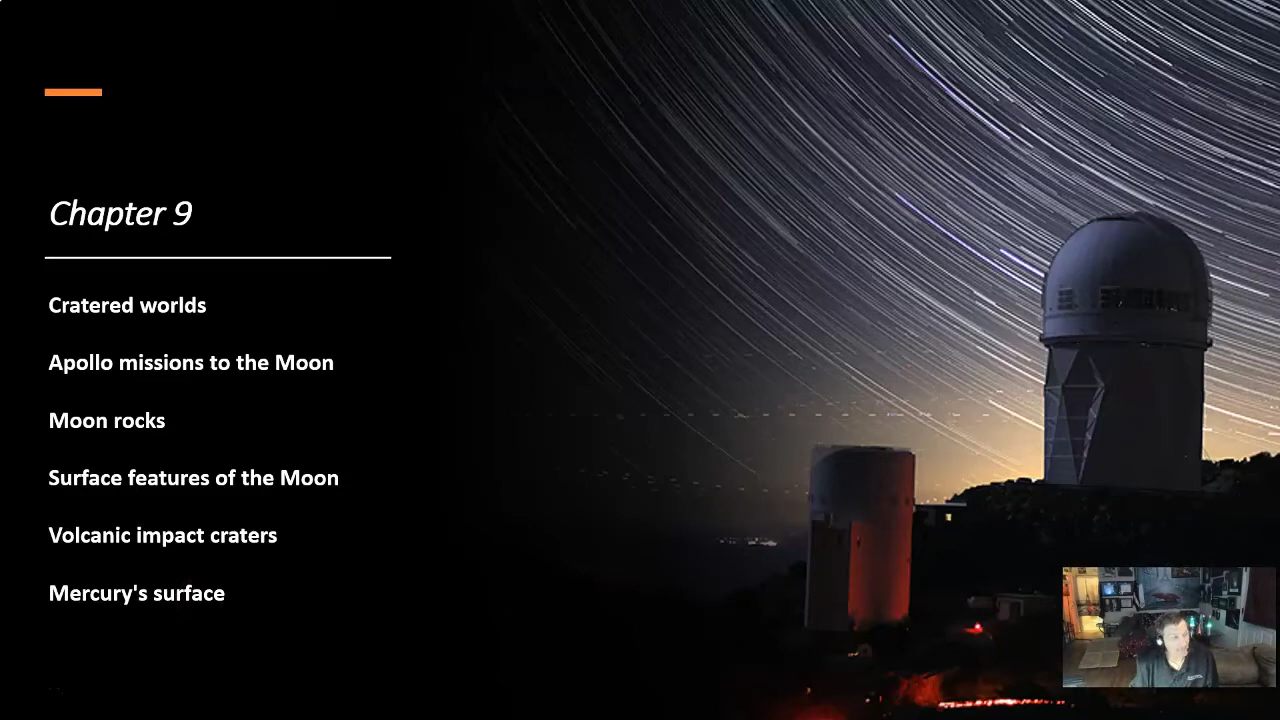 Chapter 9
Cratered worlds
Apollo missions to the Moon
Moon rocks
Surface features of the Moon
Volcanic impact craters
Mercury's surface